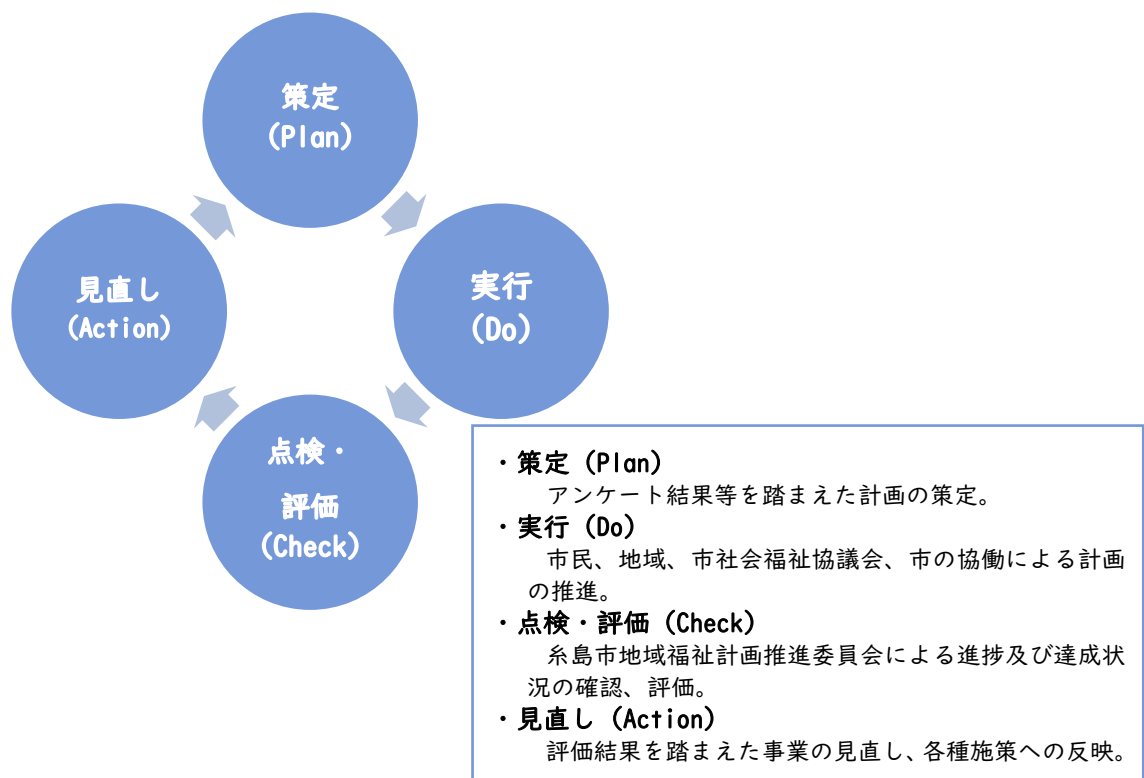 策定
(Plan)
実行
(Do)
見直し
(Action)
点検・
評価
(Check)
・策定（Plan）
アンケート結果等を踏まえた計画の策定。
・実行（Do）
市民、地域、市社会福祉協議会、市の協働による計画
の推進。
・点検・評価（Check）
糸島市地域福祉計画推進委員会による進捗及び達成状
況の確認、評価。
・見直し（Action）
評価結果を踏まえた事業の見直し、各種施策への反映。